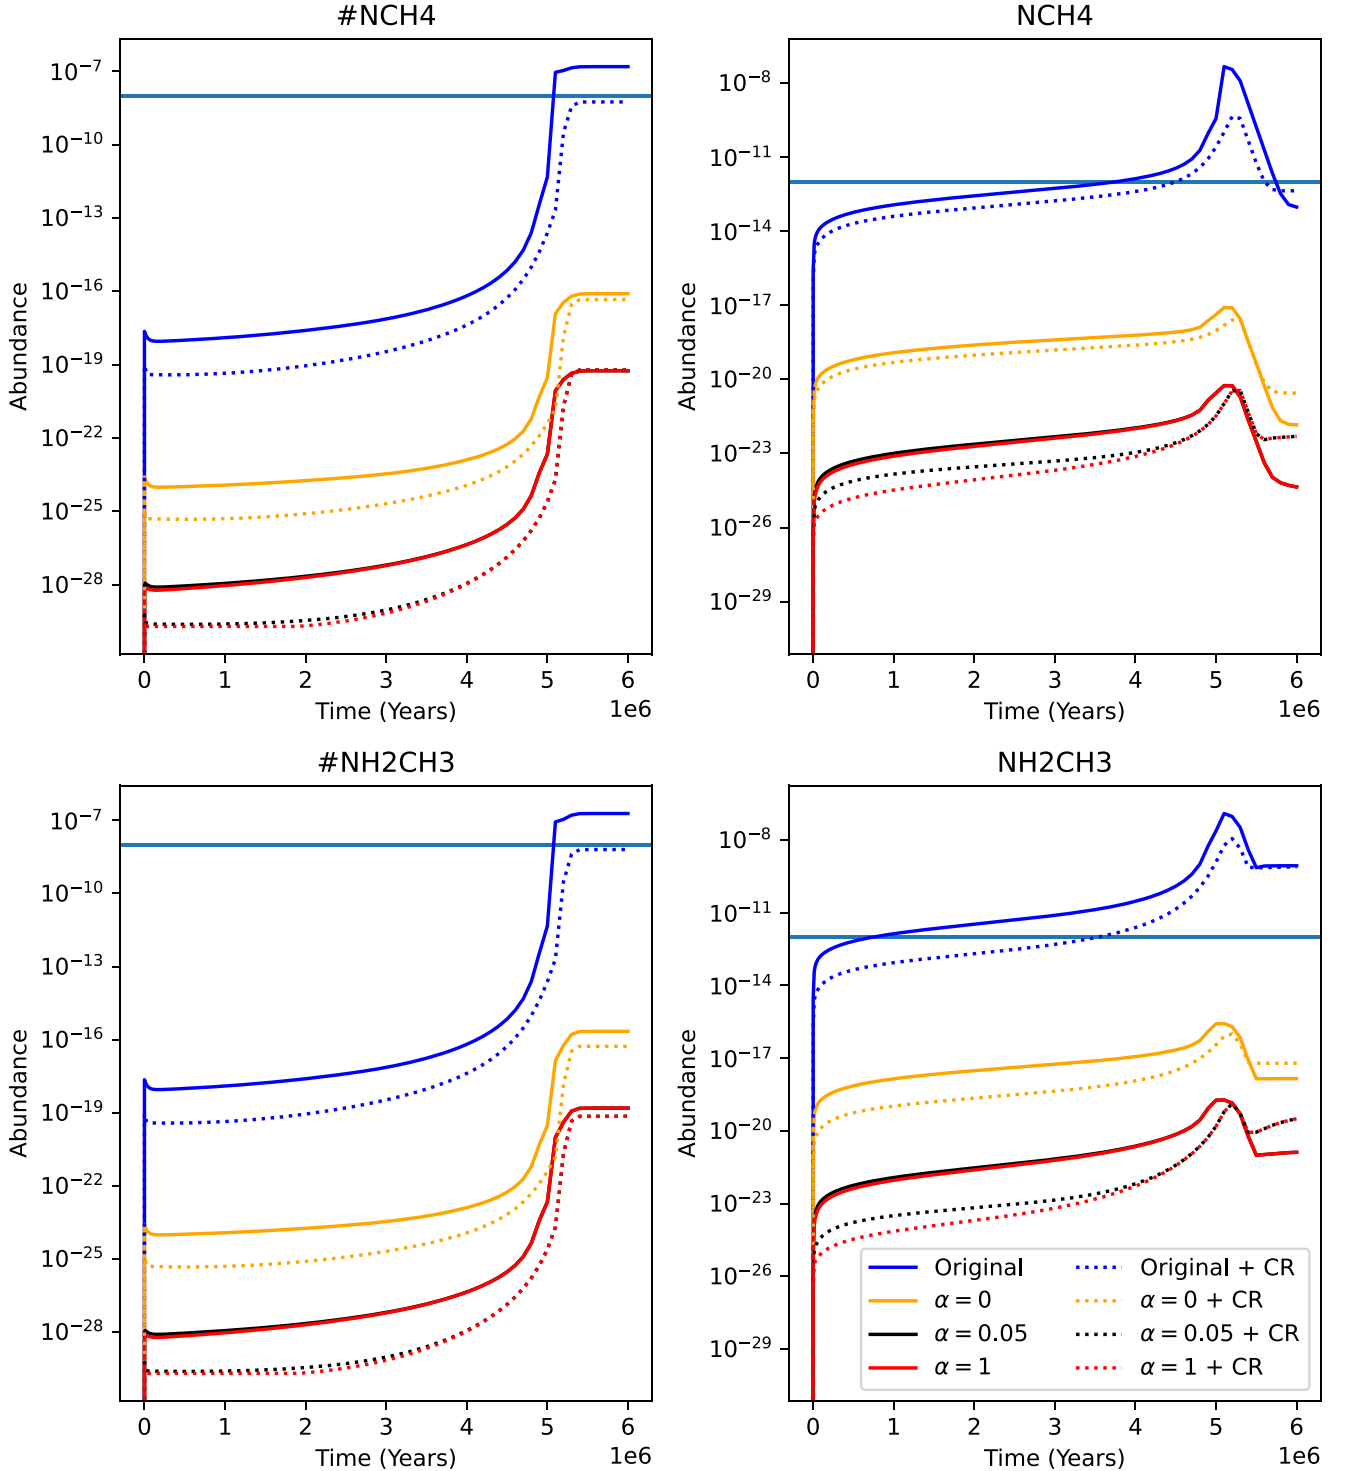 #NCH4
Abundance
10⁻⁷
10⁻¹⁰
10⁻¹³
10⁻¹⁶
10⁻¹⁹
10⁻²²
10⁻²⁵
10⁻²⁸
0 1 2 3 4 5 6
Time (Years)
1e6
NCH4
Abundance
10⁻⁸
10⁻¹¹
10⁻¹⁴
10⁻¹⁷
10⁻²⁰
10⁻²³
10⁻²⁶
10⁻²⁹
0 1 2 3 4 5 6
Time (Years)
1e6
#NH2CH3
Abundance
10⁻⁷
10⁻¹⁰
10⁻¹³
10⁻¹⁶
10⁻¹⁹
10⁻²²
10⁻²⁵
10⁻²⁸
0 1 2 3 4 5 6
Time (Years)
1e6
NH2CH3
Abundance
10⁻⁸
10⁻¹¹
10⁻¹⁴
10⁻¹⁷
10⁻²⁰
10⁻²³
10⁻²⁶
10⁻²⁹
Original
α = 0
α = 0.05
α = 1
Original + CR
α = 0 + CR
α = 0.05 + CR
α = 1 + CR
0 1 2 3 4 5 6
Time (Years)
1e6